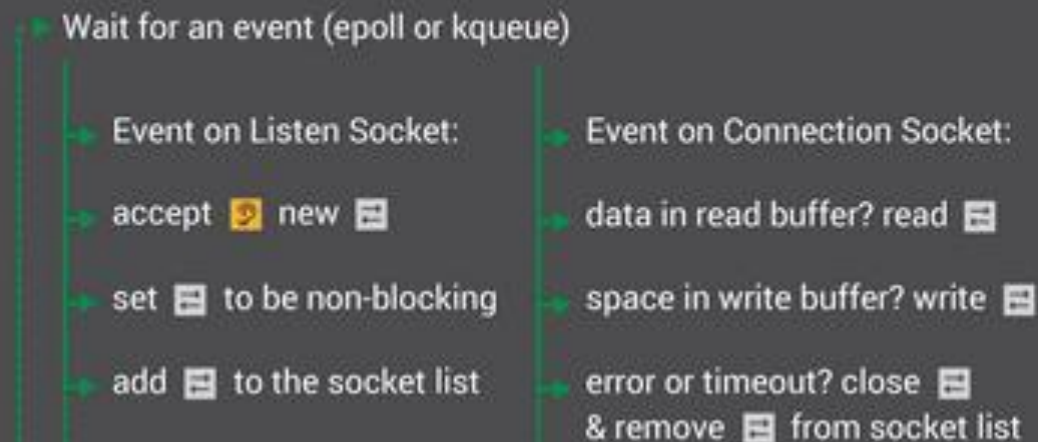 Wait for an event (epoll or kqueue)
Event on Listen Socket:
accept new
set to be non-blocking
add to the socket list
Event on Connection Socket:
data in read buffer? read
space in write buffer? write
error or timeout? close
& remove from socket list